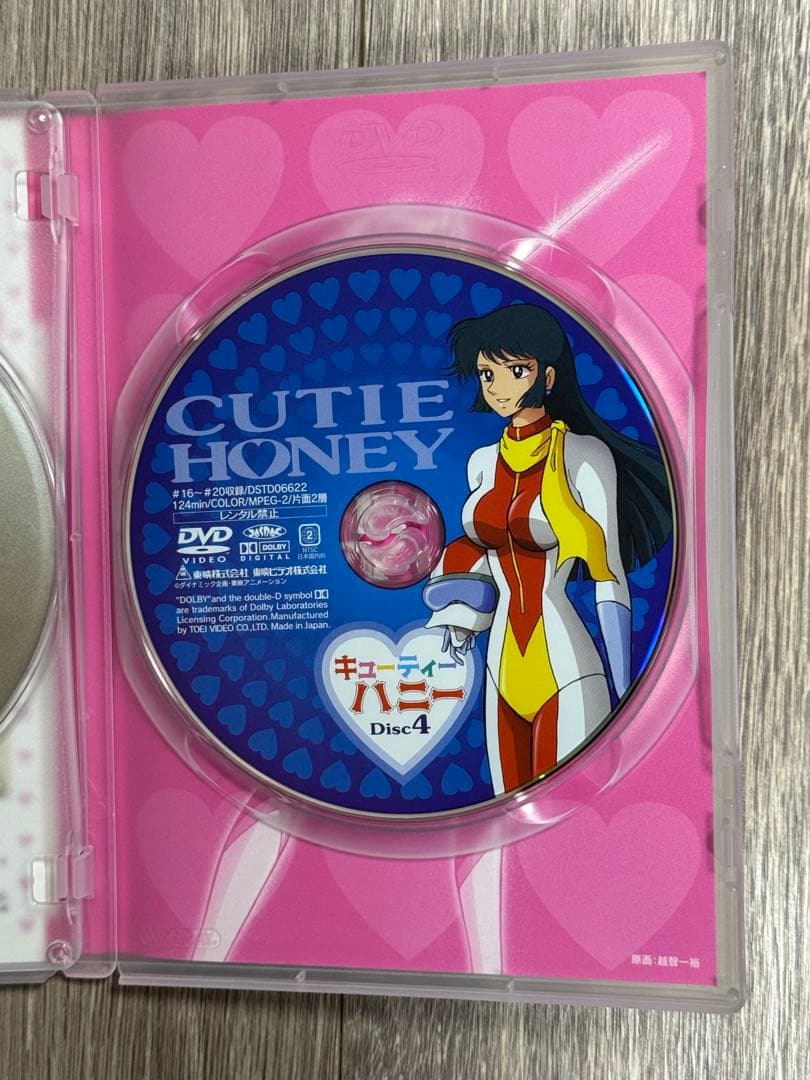 DVD
CUTIE
HONEY
#16～#20収録/DSTD06622
124min/COLOR/MPEG-2/片面2層
レンタル禁止
DVD VIDEO
JASRAC
DOLBY DIGITAL
2 NTSC 日本国内向
東映株式会社 東映ビデオ株式会社
©ダイナミック企画・東映アニメーション
"DOLBY"and the double-D symbol
are trademarks of Dolby Laboratories
Licensing Corporation.Manufactured
by TOEI VIDEO CO.,LTD. Made in Japan.
キューティー
ハニー
Disc4
原画:越智一裕